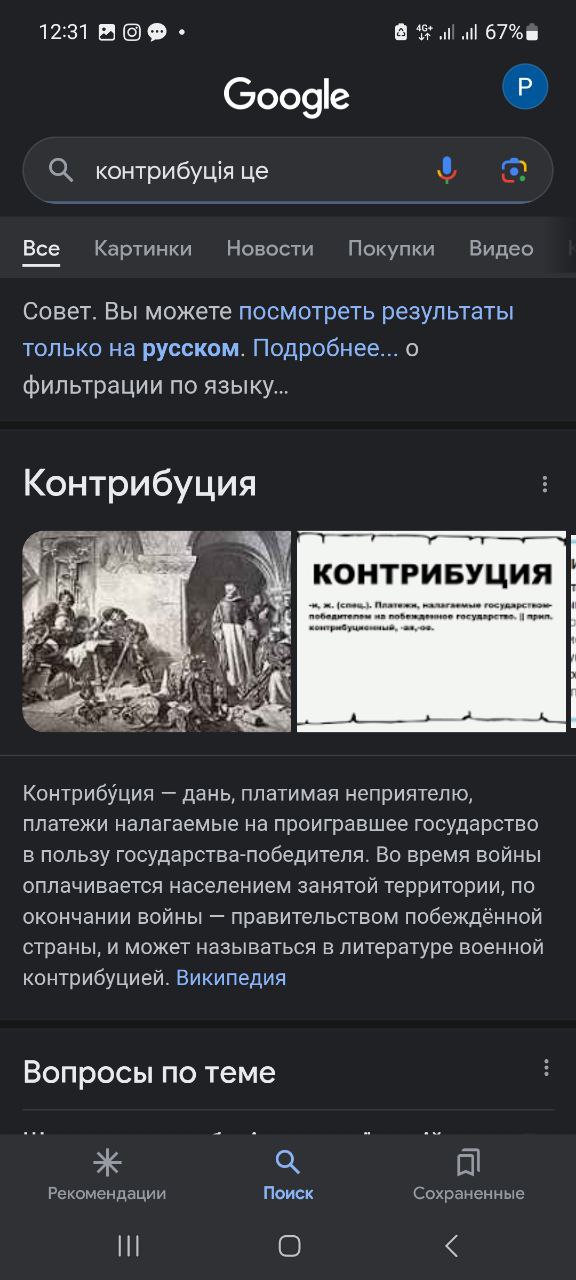 12:31
4G+
67%
Google
P
контрибуція це
Все Картинки Новости Покупки Видео
Совет. Вы можете посмотреть результаты
только на русском. Подробнее... о
фильтрации по языку...
Контрибуция
КОНТРИБУЦИЯ
-и, ж. (спец.). Платежи, налагаемые государством-
победителем на побежденное государство. || прил.
контрибуционный, -ая,-ое.
Контрибу́ция — дань, платимая неприятелю,
платежи налагаемые на проигравшее государство
в пользу государства-победителя. Во время войны
оплачивается населением занятой территории, по
окончании войны — правительством побеждённой
страны, и может называться в литературе военной
контрибуцией. Википедия
Вопросы по теме
Рекомендации Поиск Сохраненные